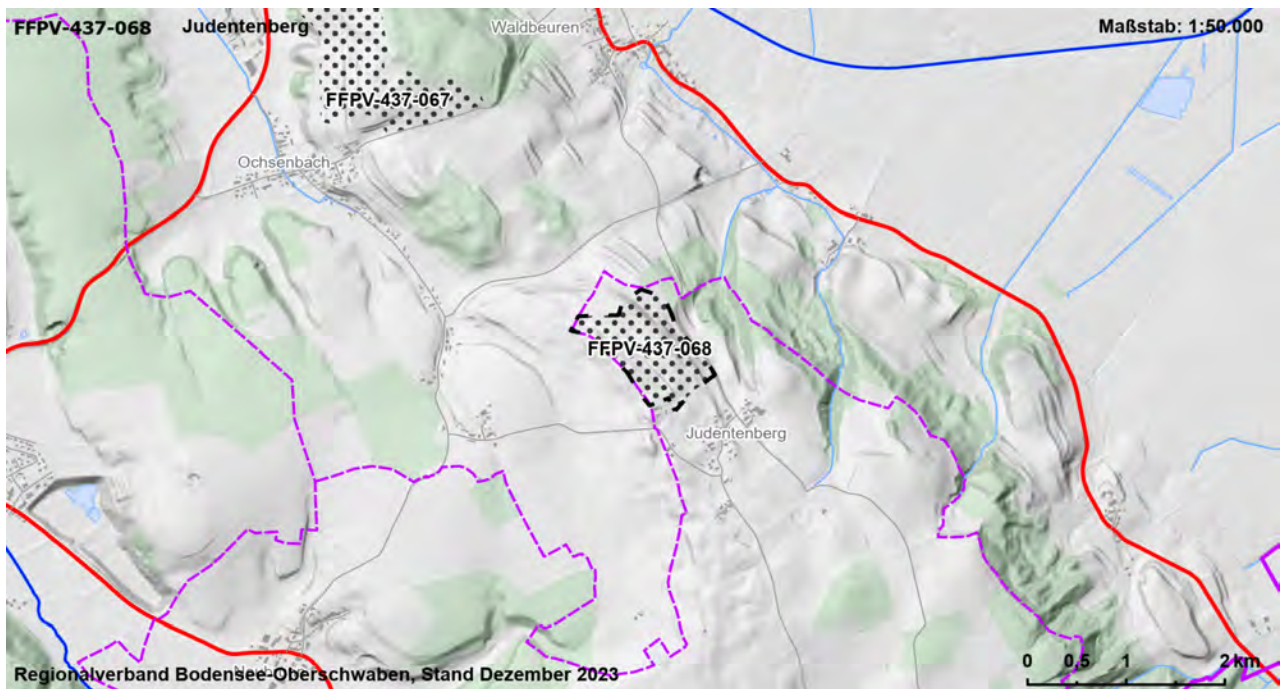 FFPV-437-068 Judentenberg
Waldbeuren
Maßstab: 1:50.000
FFPV-437-067
Ochsenbach
FFPV-437-068
Judentenberg
Regionalverband Bodensee-Oberschwaben, Stand Dezember 2023
0 0,5 1 2 km